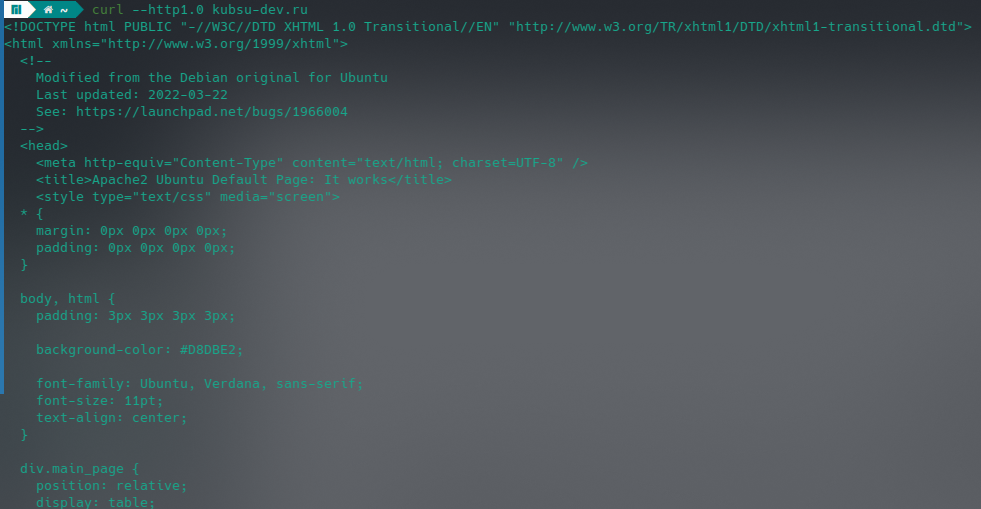 ~ curl --http1.0 kubsu-dev.ru
<!DOCTYPE html PUBLIC "-//W3C//DTD XHTML 1.0 Transitional//EN" "http://www.w3.org/TR/xhtml1/DTD/xhtml1-transitional.dtd">
<html xmlns="http://www.w3.org/1999/xhtml">
  <!--
    Modified from the Debian original for Ubuntu
    Last updated: 2022-03-22
    See: https://launchpad.net/bugs/1966004
  -->
  <head>
    <meta http-equiv="Content-Type" content="text/html; charset=UTF-8" />
    <title>Apache2 Ubuntu Default Page: It works</title>
    <style type="text/css" media="screen">
  * {
    margin: 0px 0px 0px 0px;
    padding: 0px 0px 0px 0px;
  }

  body, html {
    padding: 3px 3px 3px 3px;

    background-color: #D8DBE2;

    font-family: Ubuntu, Verdana, sans-serif;
    font-size: 11pt;
    text-align: center;
  }

  div.main_page {
    position: relative;
    display: table;